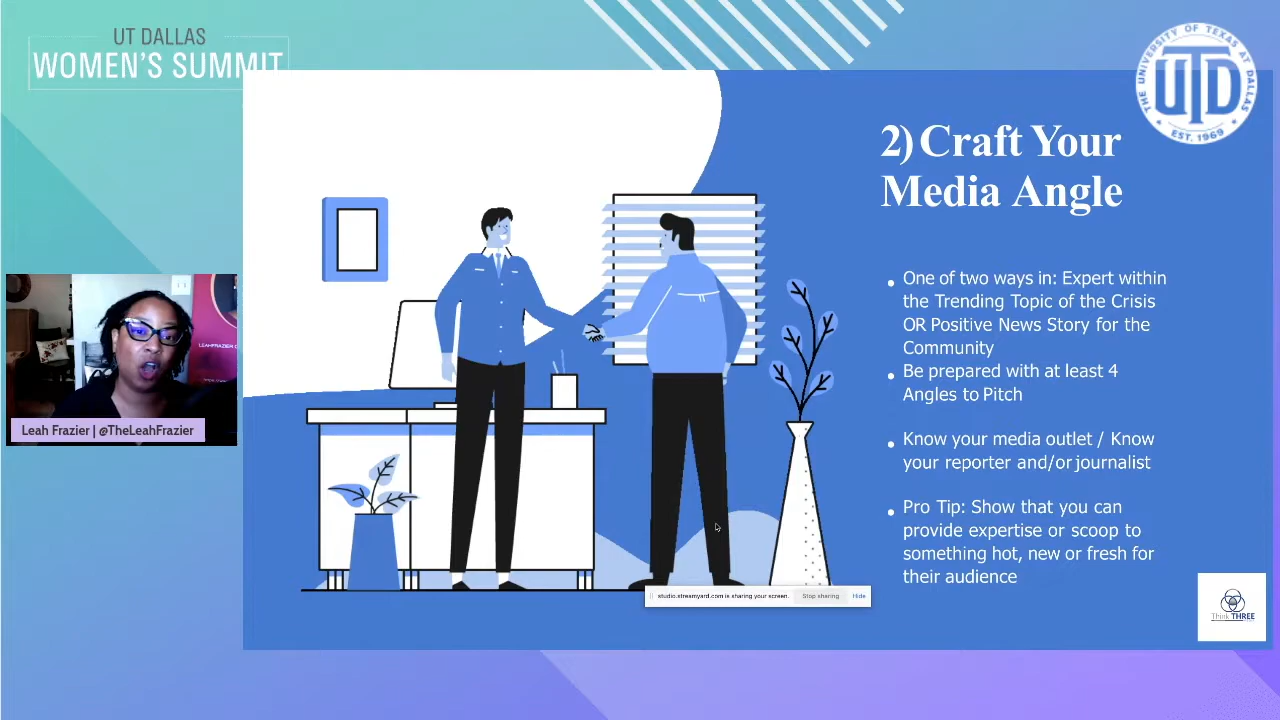 UT DALLAS
WOMEN'S SUMMIT
THE UNIVERSITY OF TEXAS AT DALLAS
UTD
EST. 1969
2) Craft Your
Media Angle
• One of two ways in: Expert within
the Trending Topic of the Crisis
OR Positive News Story for the
Community
• Be prepared with at least 4
Angles to Pitch
• Know your media outlet / Know
your reporter and/or journalist
• Pro Tip: Show that you can
provide expertise or scoop to
something hot, new or fresh for
their audience
LEAHFRAZIER
Leah Frazier | @TheLeahFrazier
studio.streamyard.com is sharing your screen. Stop sharing Hide
Think THREE